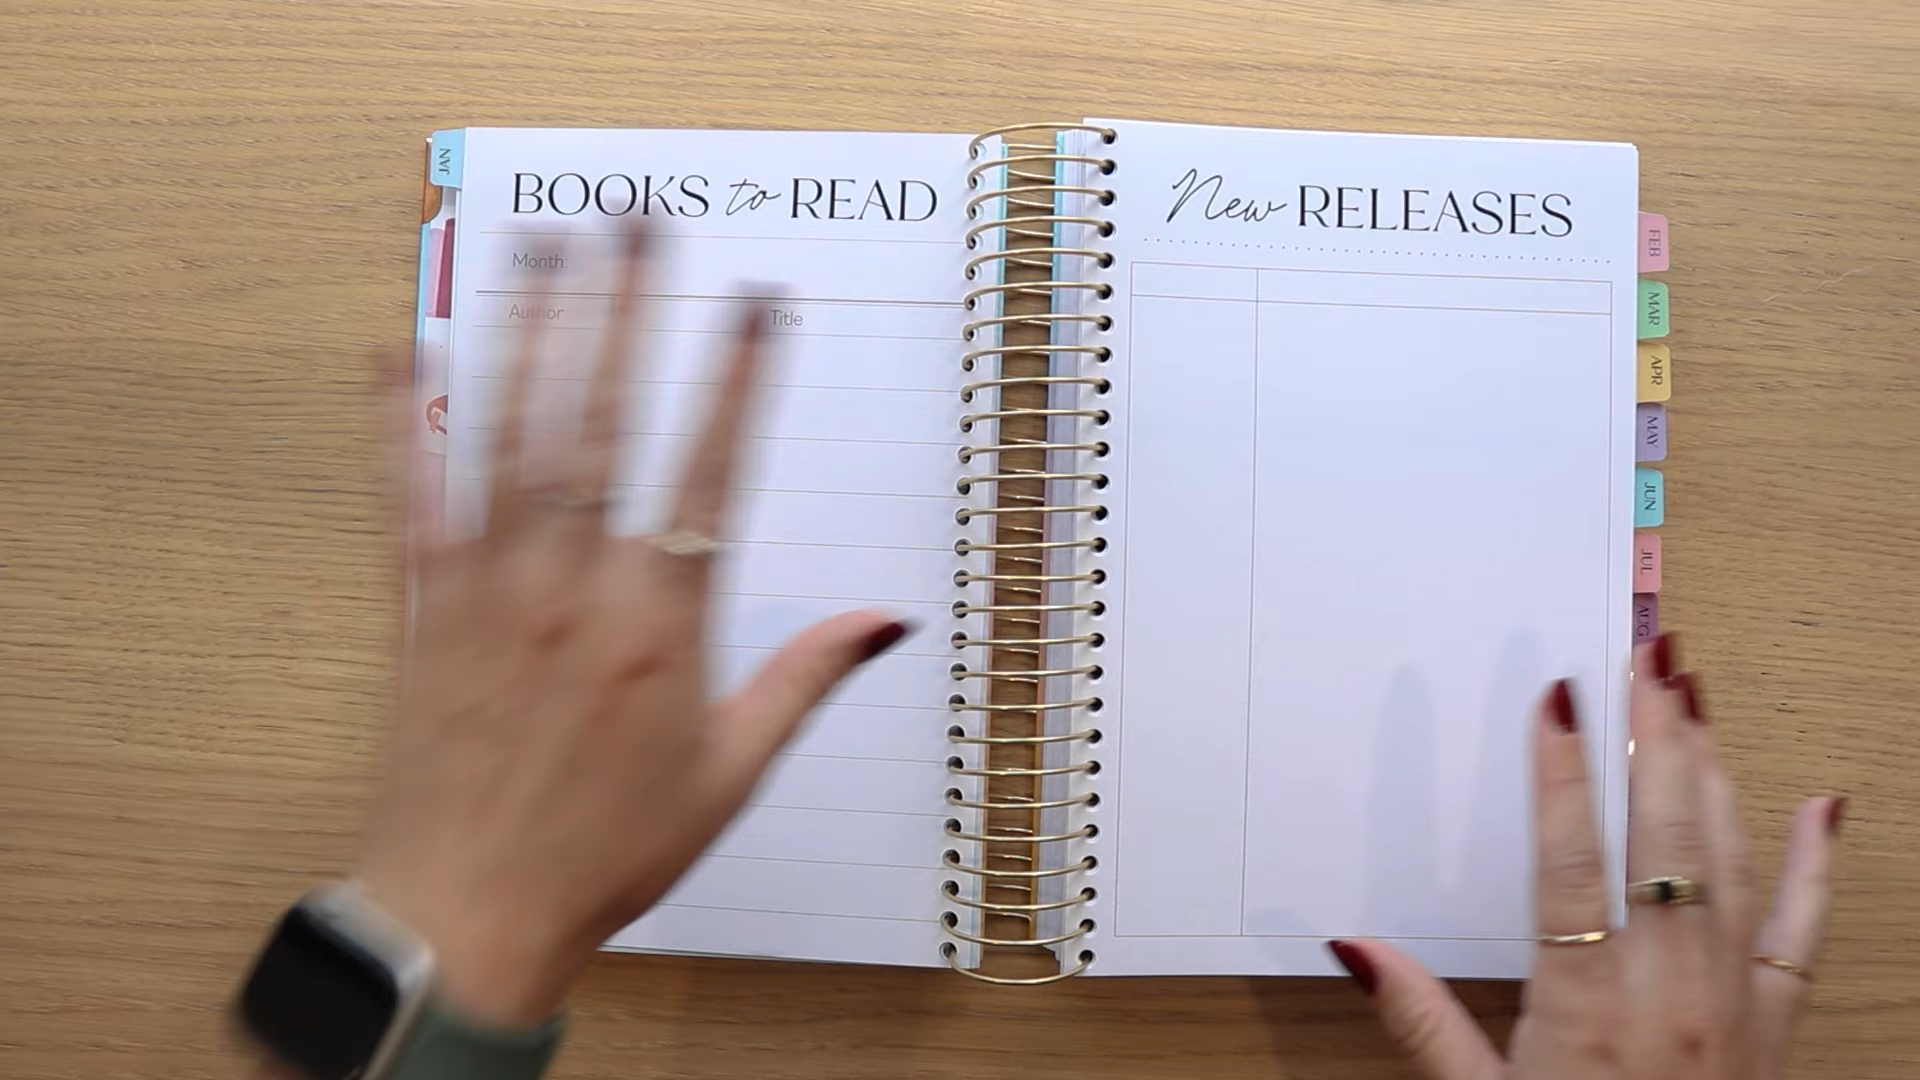 JAN
BOOKS to READ
Month:
Author Title
New RELEASES
FEB
MAR
APR
MAY
JUN
JUL
AUG